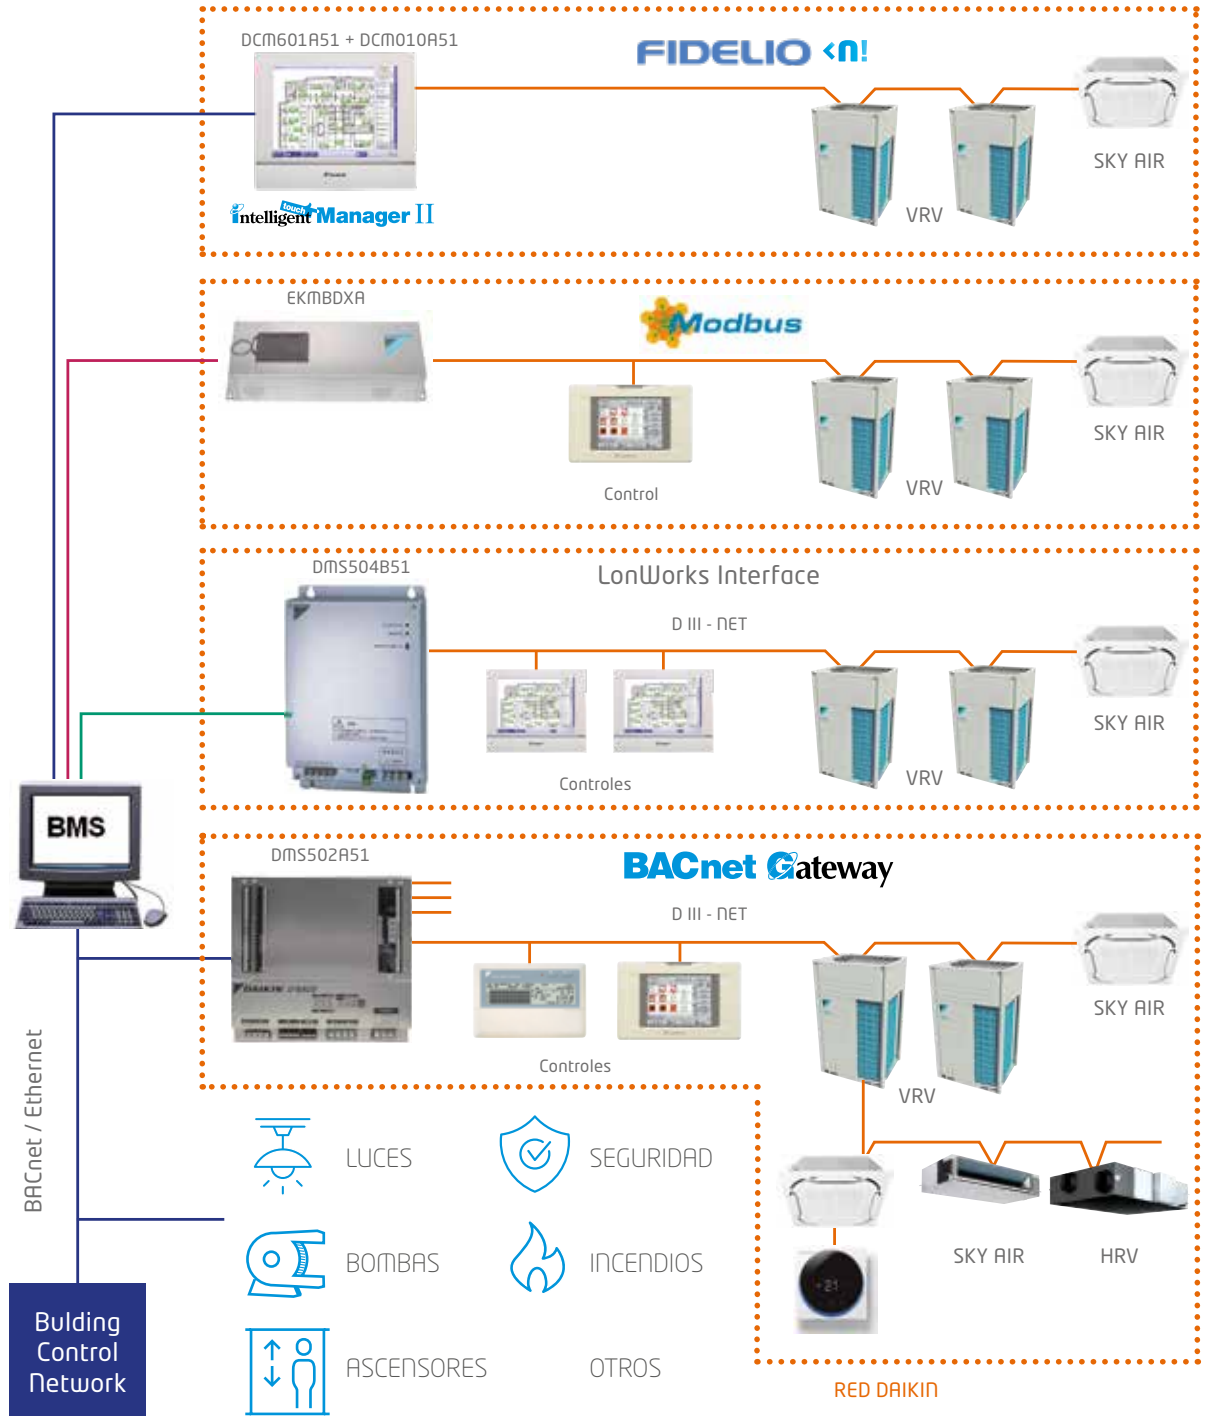 DCM601A51 + DCM010A51
FIDELIO <n!
SKY AIR
VRV
intelligent touch Manager II
EKMBDXA
Modbus
SKY AIR
VRV
Control
DMS504B51
LonWorks Interface
D III - NET
SKY AIR
VRV
Controles
BMS
DMS502A51
BACnet Gateway
D III - NET
SKY AIR
DAIKIN
Controles
VRV
BACnet / Ethernet
LUCES
SEGURIDAD
BOMBAS
INCENDIOS
SKY AIR
HRV
21
Bulding
Control
Network
ASCENSORES
OTROS
RED DAIKIN